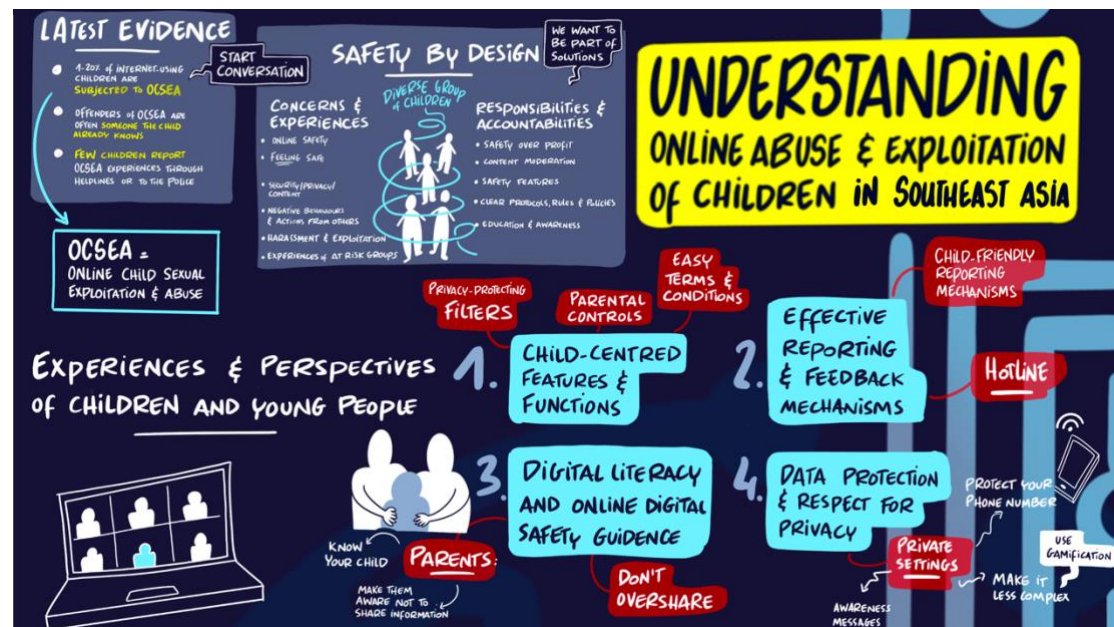 LATEST EVIDENCE
1-20% of INTERNET-USING
CHILDREN ARE
SUBJECTED TO OCSEA
OFFENDERS of OCSEA ARE
OFTEN SOMEONE THE CHILD
ALREADY KNOWS
FEW CHILDREN REPORT
OCSEA EXPERIENCES THROUGH
HELPLINES OR TO THE POLICE
START
CONVERSATION
OCSEA =
ONLINE CHILD SEXUAL
EXPLOITATION & ABUSE
SAFETY BY DESIGN
WE WANT TO
BE PART OF
SOLUTIONS
DIVERSE GROUP
of CHILDREN
CONCERNS &
EXPERIENCES
ONLINE SAFETY
FEELING SAFE
SECURITY/PRIVACY/
CONTENT
NEGATIVE BEHAVIOURS
& ACTIONS FROM OTHERS
HARASSMENT & EXPLOITATION
EXPERIENCES of AT RISK GROUPS
RESPONSIBILITIES &
ACCOUNTABILITIES
SAFETY OVER PROFIT
CONTENT MODERATION
SAFETY FEATURES
CLEAR PROTOCOLS, RULES & POLICIES
EDUCATION & AWARENESS
UNDERSTANDING
ONLINE ABUSE & EXPLOITATION
of CHILDREN IN SOUTHEAST ASIA
EXPERIENCES & PERSPECTIVES
of CHILDREN AND YOUNG PEOPLE
PRIVACY-PROTECTING
FILTERS
PARENTAL
CONTROLS
EASY
TERMS &
CONDITIONS
1. CHILD-CENTRED
FEATURES &
FUNCTIONS
CHILD-FRIENDLY
REPORTING
MECHANISMS
2. EFFECTIVE
REPORTING
& FEEDBACK
MECHANISMS
HOTLINE
3. DIGITAL LITERACY
AND ONLINE DIGITAL
SAFETY GUIDENCE
KNOW
YOUR CHILD
PARENTS:
MAKE THEM
AWARE NOT TO
SHARE INFORMATION
DON'T
OVERSHARE
4. DATA PROTECTION
& RESPECT FOR
PRIVACY
PROTECT YOUR
PHONE NUMBER
PRIVATE
SETTINGS
USE
GAMIFICATION
MAKE IT
LESS COMPLEX
AWARENESS
MESSAGES